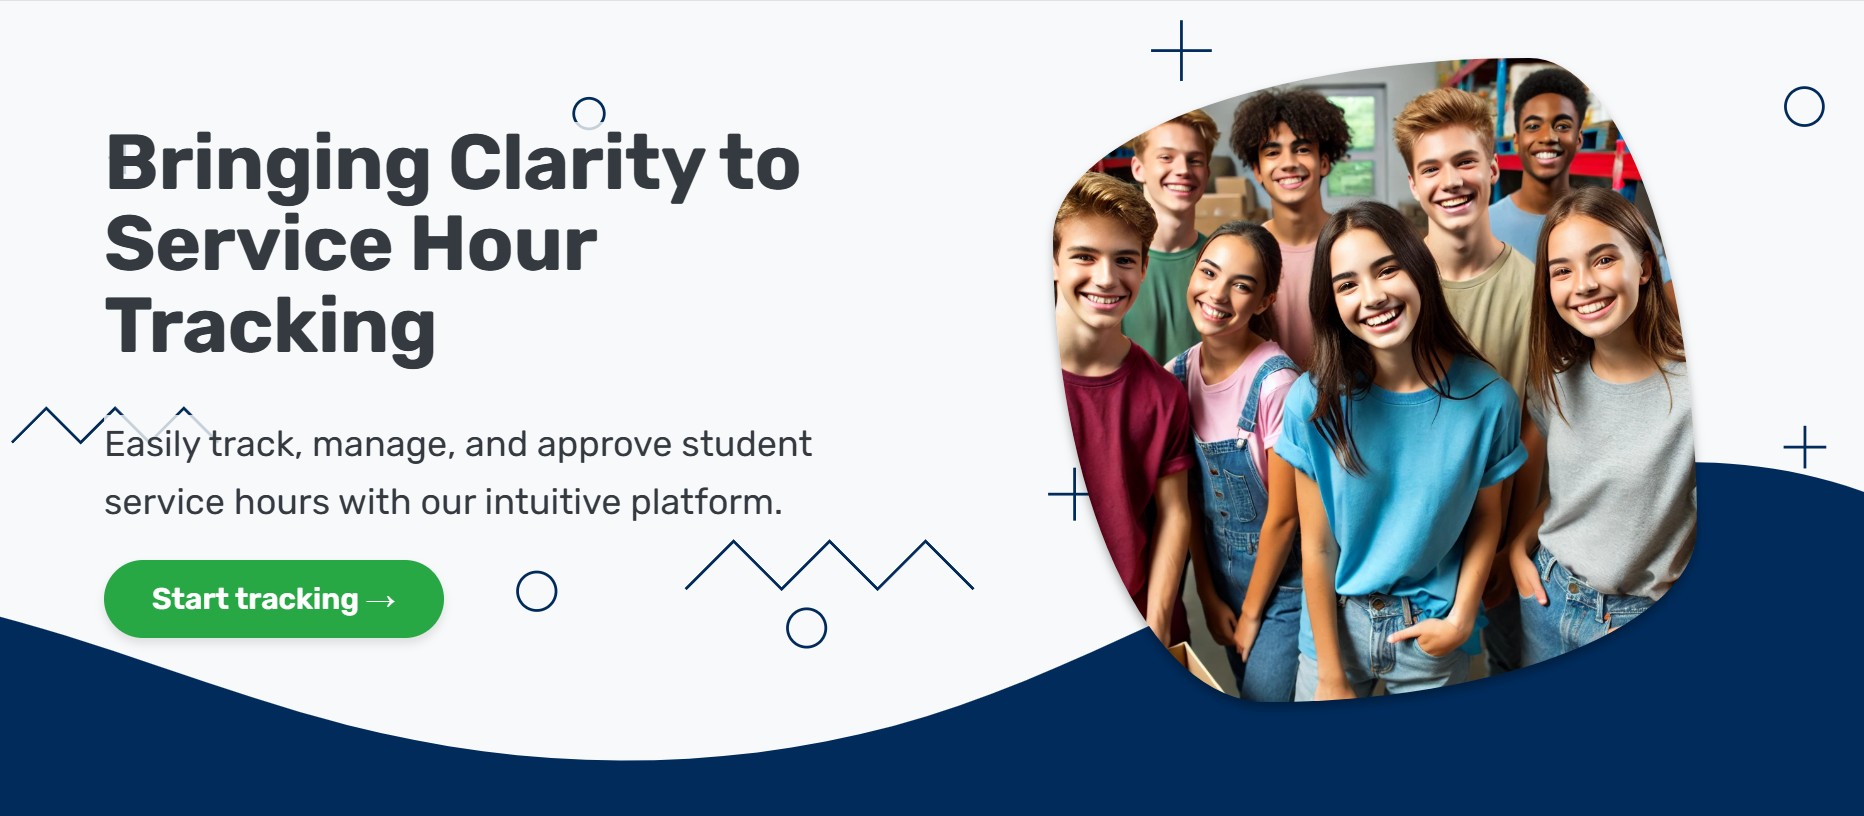 Bringing Clarity to
Service Hour
Tracking
Easily track, manage, and approve student
service hours with our intuitive platform.
Start tracking →